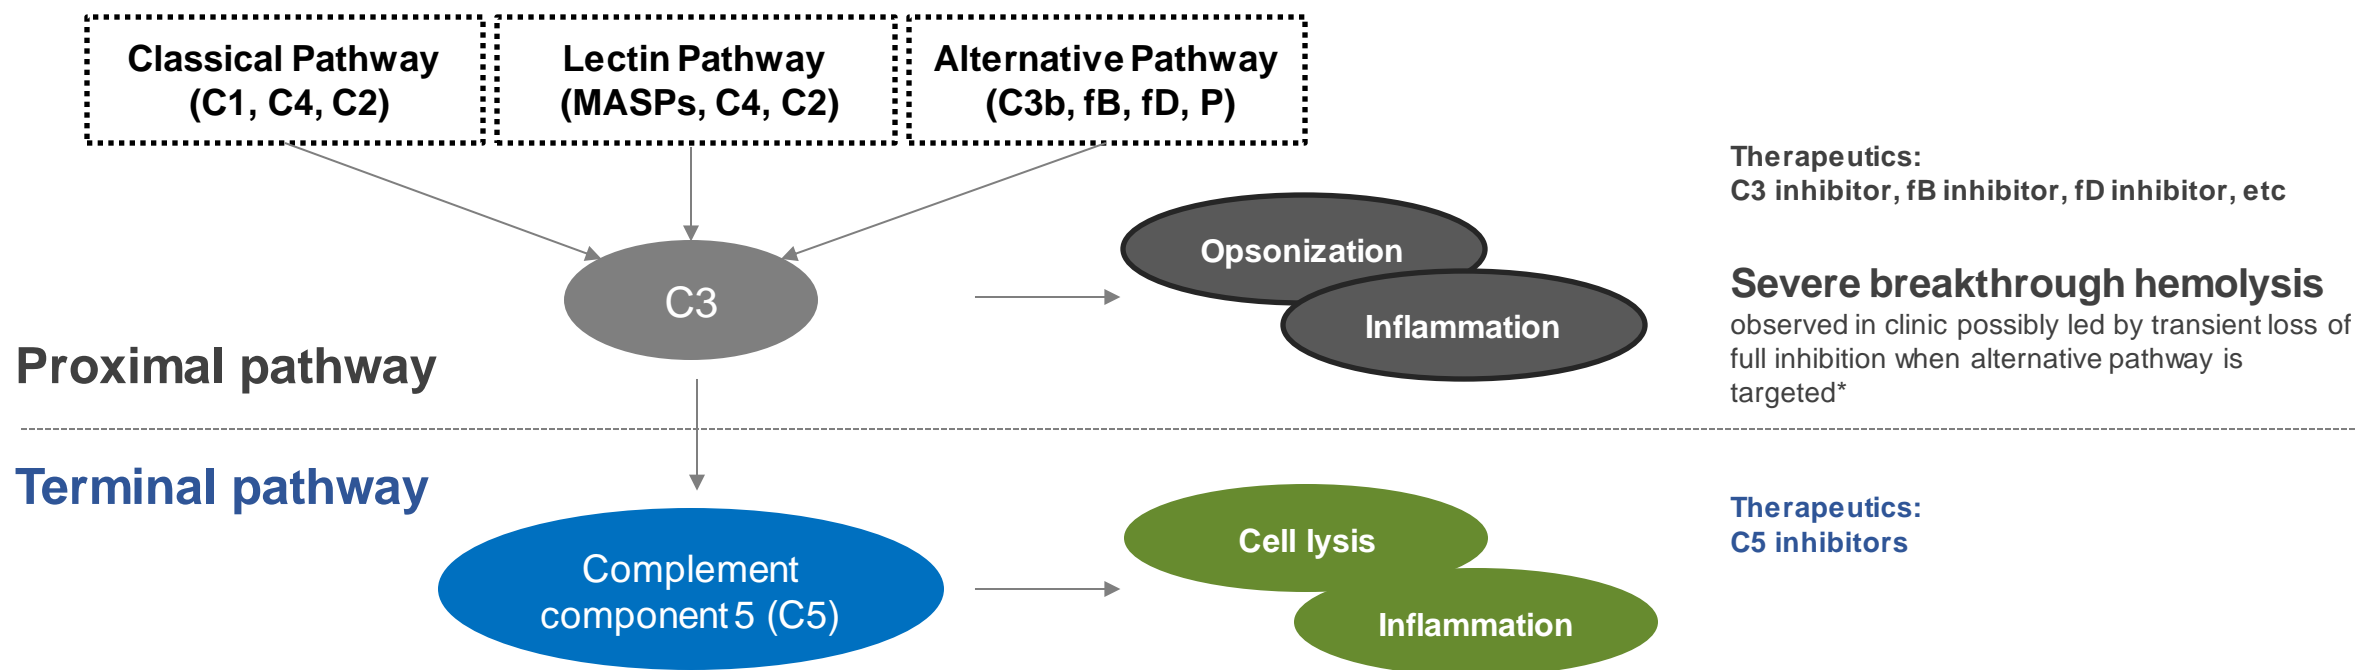 Classical Pathway
(C1, C4, C2)
Lectin Pathway
(MASPs, C4, C2)
Alternative Pathway
(C3b, fB, fD, P)
Therapeutics:
C3 inhibitor, fB inhibitor, fD inhibitor, etc
Opsonization
Inflammation
C3
Severe breakthrough hemolysis
observed in clinic possibly led by transient loss of
full inhibition when alternative pathway is
targeted*
Proximal pathway
Terminal pathway
Complement
component 5 (C5)
Cell lysis
Inflammation
Therapeutics:
C5 inhibitors